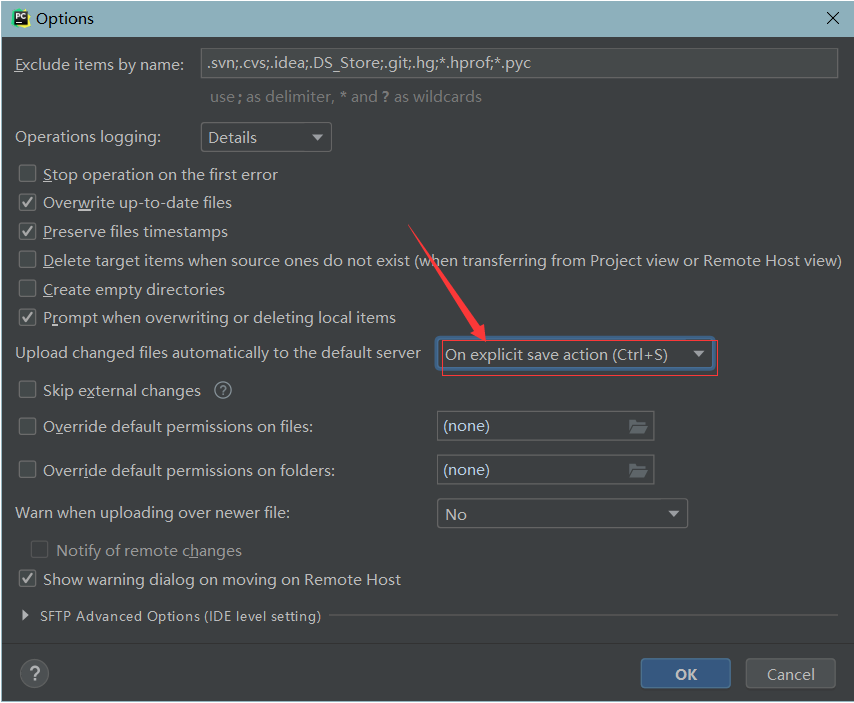 PC Options
Exclude items by name: .svn;.cvs;.idea;.DS_Store;.git;.hg;*.hprof;*.pyc
use ; as delimiter, * and ? as wildcards
Operations logging: Details
Stop operation on the first error
Overwrite up-to-date files
Preserve files timestamps
Delete target items when source ones do not exist (when transferring from Project view or Remote Host view)
Create empty directories
Prompt when overwriting or deleting local items
Upload changed files automatically to the default server On explicit save action (Ctrl+S)
Skip external changes ?
Override default permissions on files: (none)
Override default permissions on folders: (none)
Warn when uploading over newer file: No
Notify of remote changes
Show warning dialog on moving on Remote Host
SFTP Advanced Options (IDE level setting)
? OK Cancel